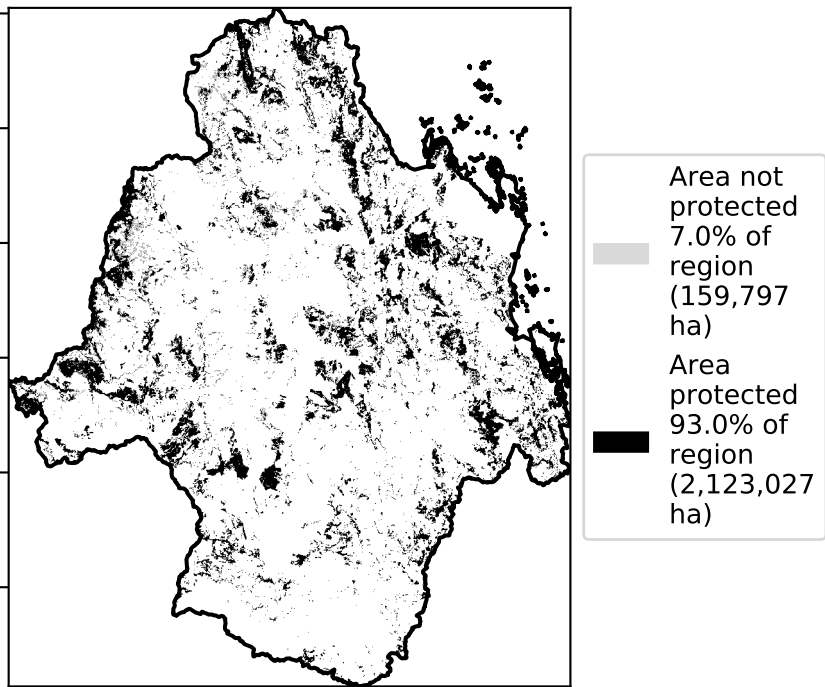 Area not
protected
7.0% of
region
(159,797
ha)
Area
protected
93.0% of
region
(2,123,027
ha)